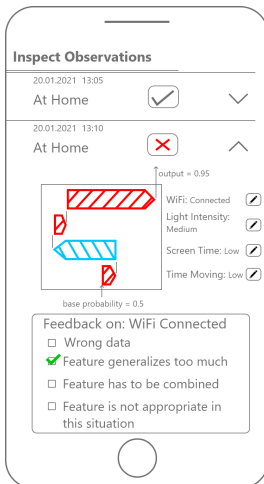 Inspect Observations
20.01.2021 13:05
At Home
20.01.2021 13:10
At Home
output = 0.95
WiFi: Connected
Light Intensity:
Medium
Screen Time: Low
Time Moving: Low
base probability = 0.5
Feedback on: WiFi Connected
Wrong data
Feature generalizes too much
Feature has to be combined
Feature is not appropriate in
this situation